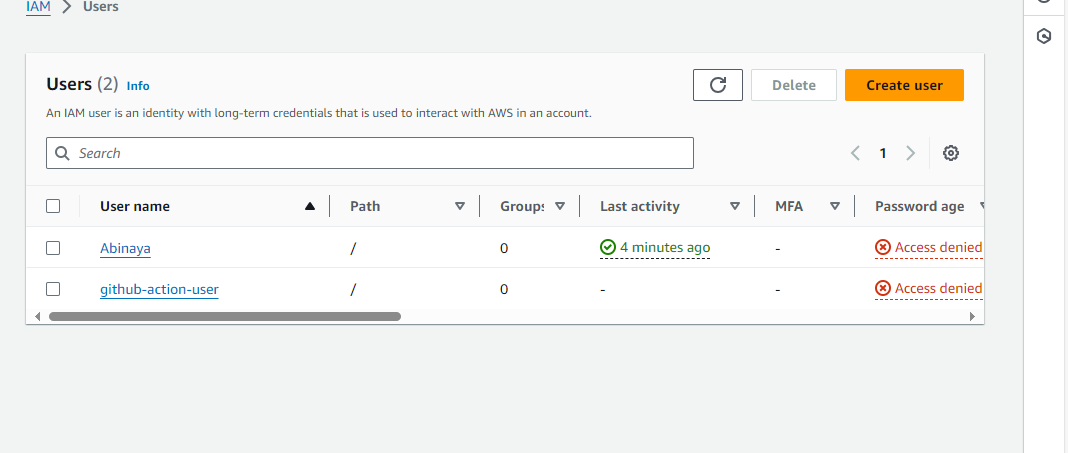 IAM > Users
Users (2) Info
Delete
Create user
An IAM user is an identity with long-term credentials that is used to interact with AWS in an account.
Search
1
User name Path Groups Last activity MFA Password age
Abinaya / 0 4 minutes ago - Access denied
github-action-user / 0 - - Access denied